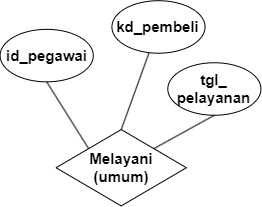 kd_pembeli
id_pegawai
tgl_
pelayanan
Melayani
(umum)